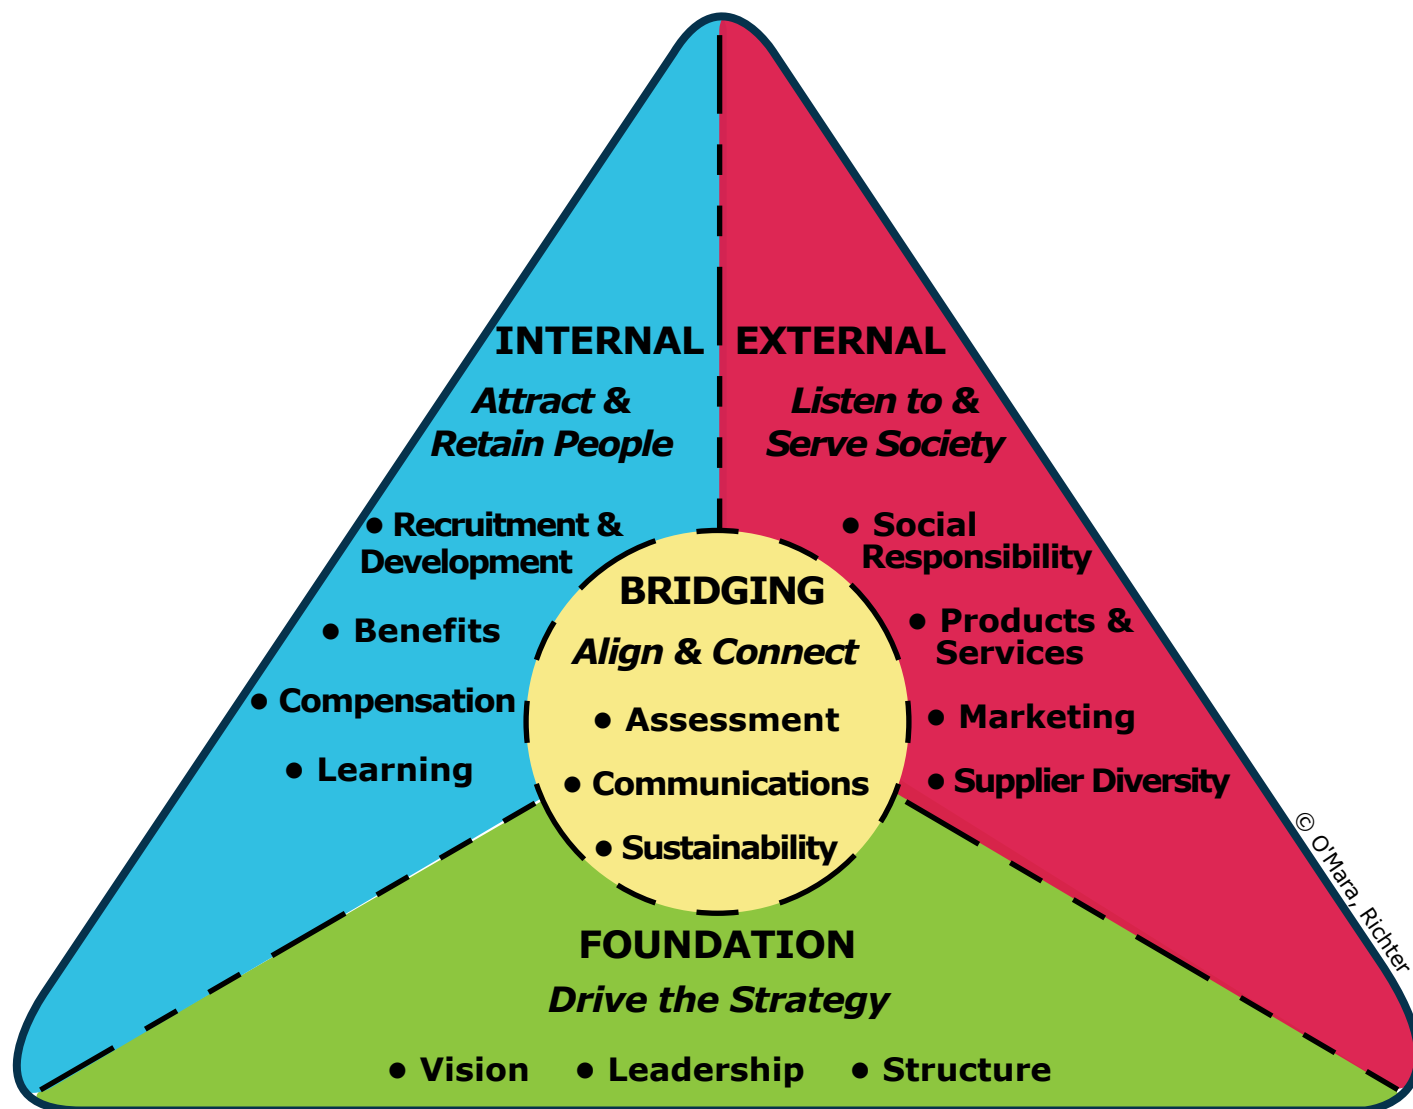 INTERNAL
Attract &
Retain People
• Recruitment &
Development
• Benefits
• Compensation
• Learning
EXTERNAL
Listen to &
Serve Society
• Social
Responsibility
• Products &
Services
• Marketing
• Supplier Diversity
BRIDGING
Align & Connect
• Assessment
• Communications
• Sustainability
FOUNDATION
Drive the Strategy
• Vision • Leadership • Structure
© O'Mara, Richter